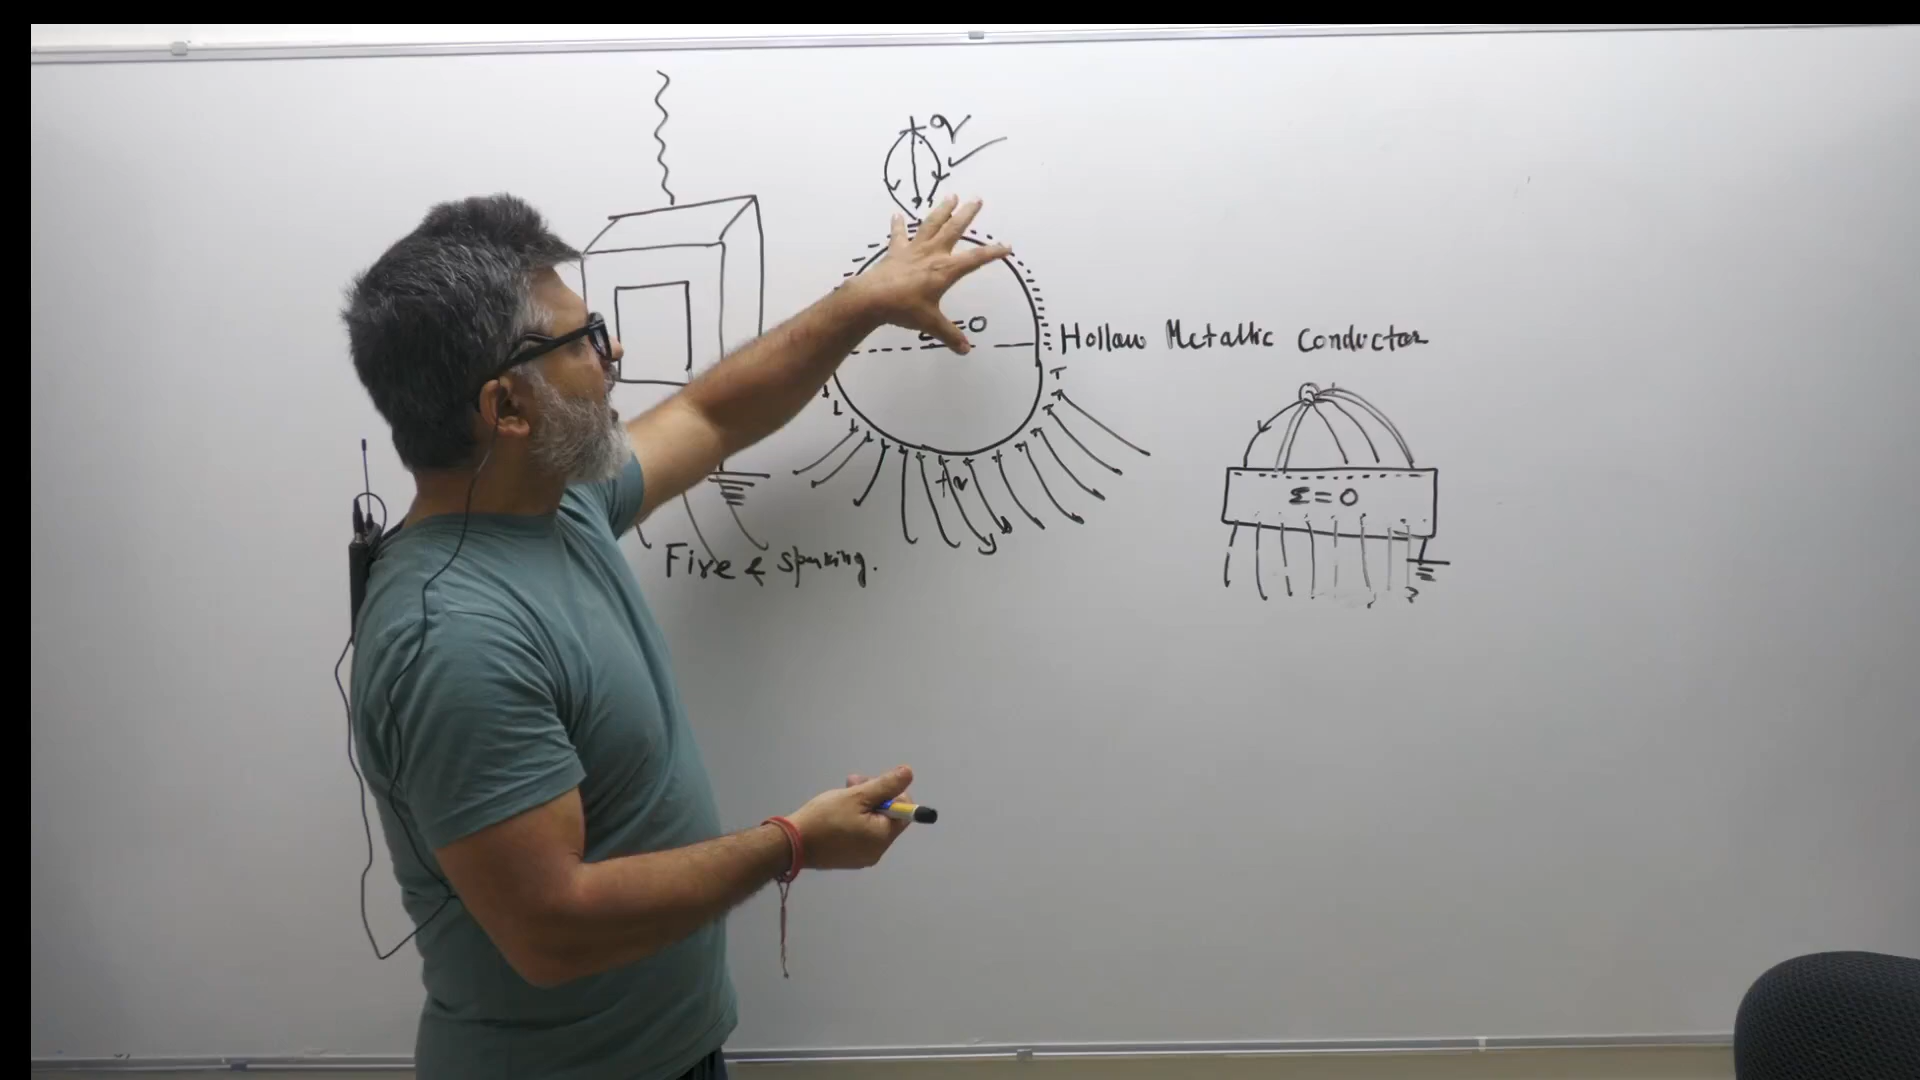 +q
=0
Hollow Metallic Conductor
+q
Σ=0
Fire & sparking.